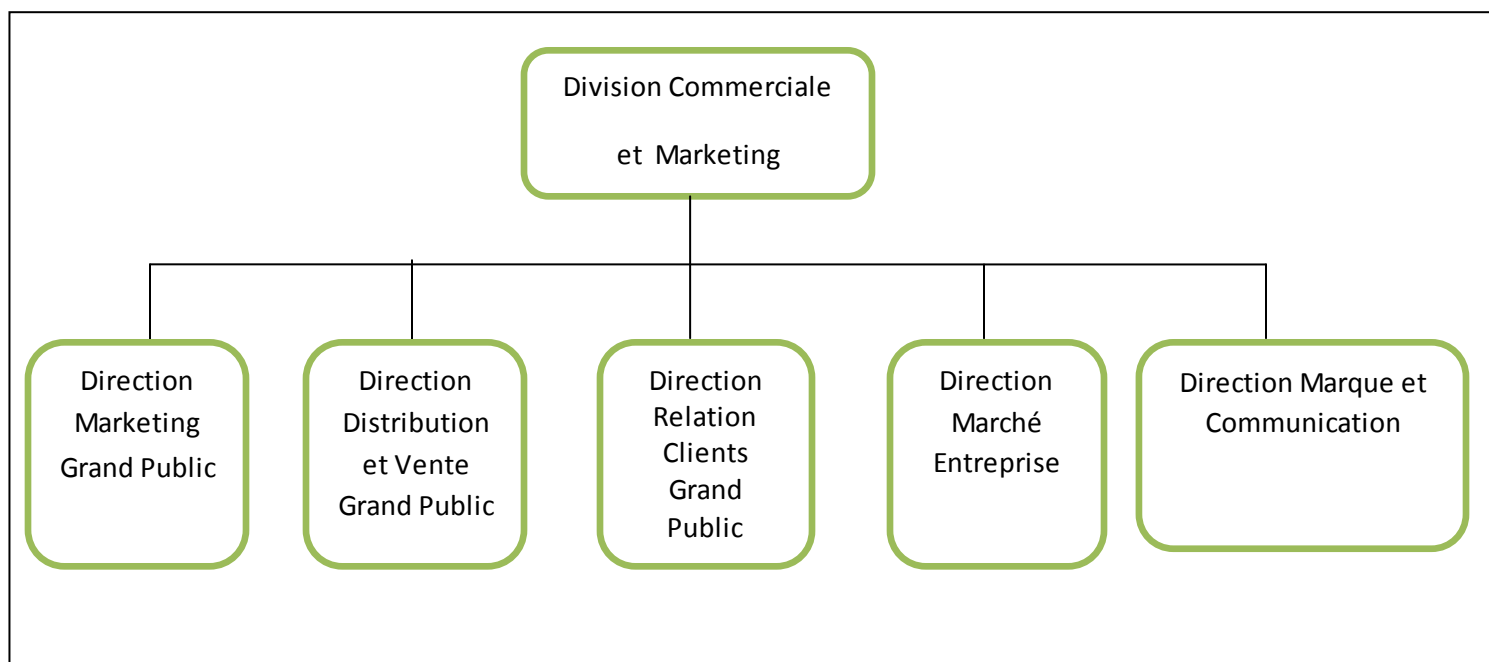 Division Commerciale
et Marketing
Direction
Marketing
Grand Public
Direction
Distribution
et Vente
Grand Public
Direction
Relation
Clients
Grand
Public
Direction
Marché
Entreprise
Direction Marque et
Communication